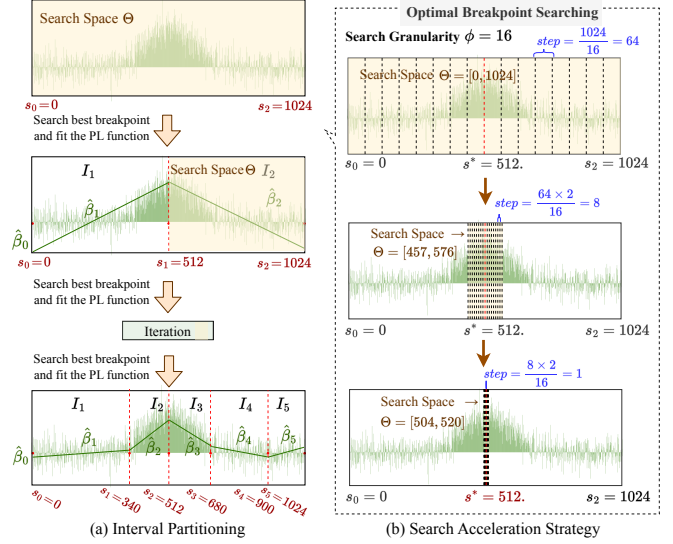 Search Space Θ
s₀=0
s₂=1024
Search best breakpoint
and fit the PL function
I₁
Search Space Θ I₂
β̂₁
β̂₂
β̂₀
s₀=0
s₁=512
s₂=1024
Search best breakpoint
and fit the PL function
Iteration
Search best breakpoint
and fit the PL function
I₁ I₂ I₃ I₄ I₅
β̂₀ β̂₁ β̂₂ β̂₃ β̂₄ β̂₅
s₀=0 s₁=340 s₂=512 s₃=680 s₄=900 s₅=1024
(a) Interval Partitioning
Optimal Breakpoint Searching
Search Granularity ϕ = 16
step = 1024/16 = 64
Search Space Θ = [0, 1024]
s₀ = 0 s* = 512. s₂ = 1024
step = 64 × 2/16 = 8
Search Space →
Θ = [457, 576]
s₀ = 0 s* = 512. s₂ = 1024
step = 8 × 2/16 = 1
Search Space →
Θ = [504, 520]
s₀ = 0 s* = 512. s₂ = 1024
(b) Search Acceleration Strategy